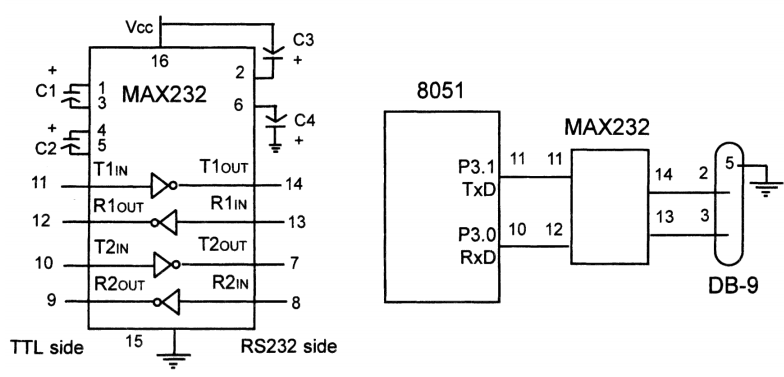 Vcc
16
C3
+
2
MAX232
+
C1
1
3
6
C4
+
+
C2
4
5
T1IN
T1OUT
11
14
R1OUT
R1IN
12
13
T2IN
T2OUT
10
7
R2OUT
R2IN
9
8
TTL side
15
RS232 side
8051
MAX232
P3.1
TxD
11
11
14
2
5
P3.0
RxD
10
12
13
3
DB-9